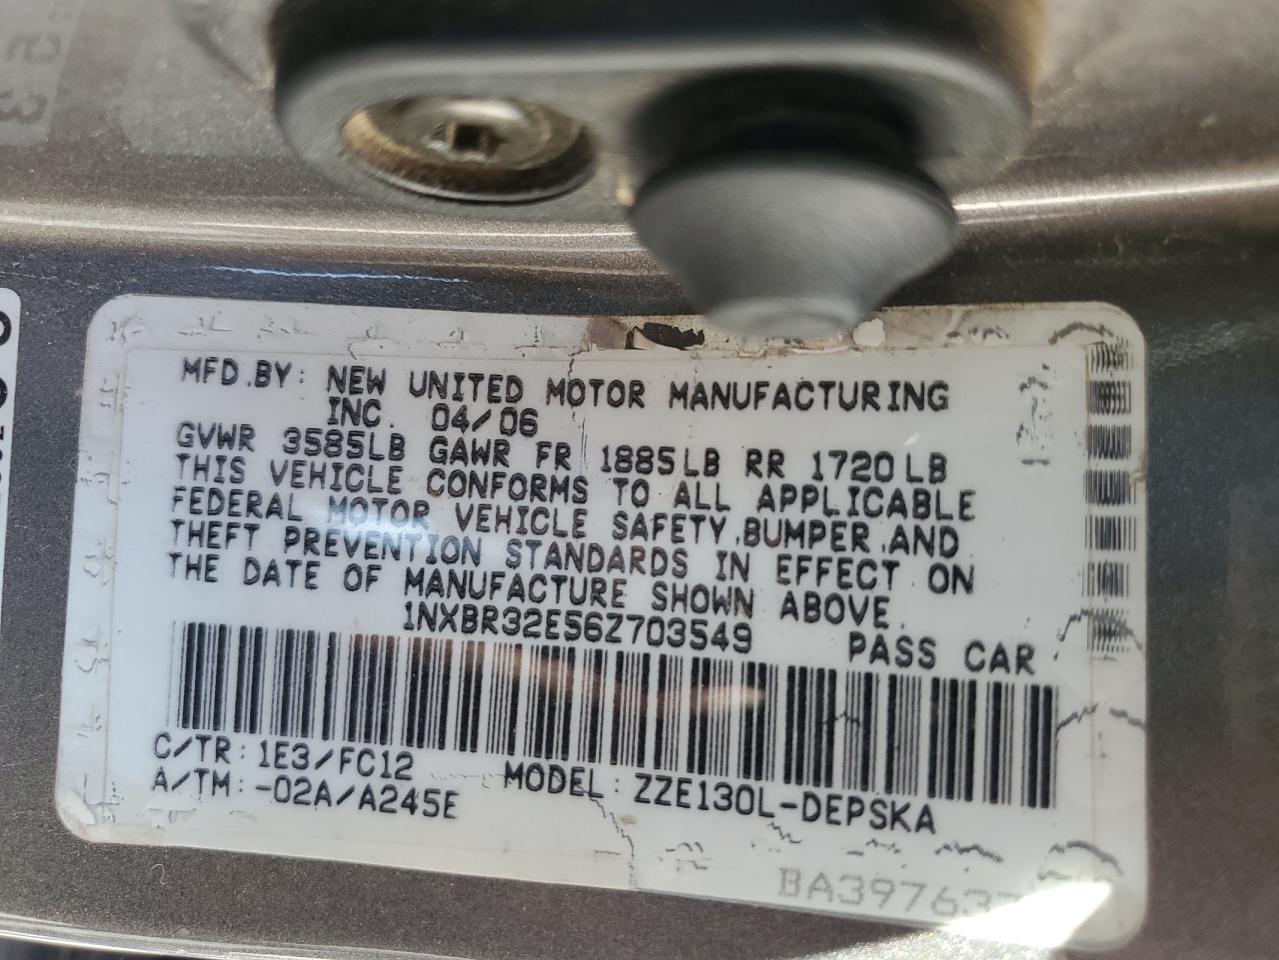 MFD.BY: NEW UNITED MOTOR MANUFACTURING
INC. 04/06
GVWR 3585LB GAWR FR 1885LB RR 1720LB
THIS VEHICLE CONFORMS TO ALL APPLICABLE
FEDERAL MOTOR VEHICLE SAFETY,BUMPER,AND
THEFT PREVENTION STANDARDS IN EFFECT ON
THE DATE OF MANUFACTURE SHOWN ABOVE.
1NXBR32E56Z703549
PASS CAR
C/TR: 1E3/FC12
A/TM: -02A/A245E
MODEL: ZZE130L-DEPSKA